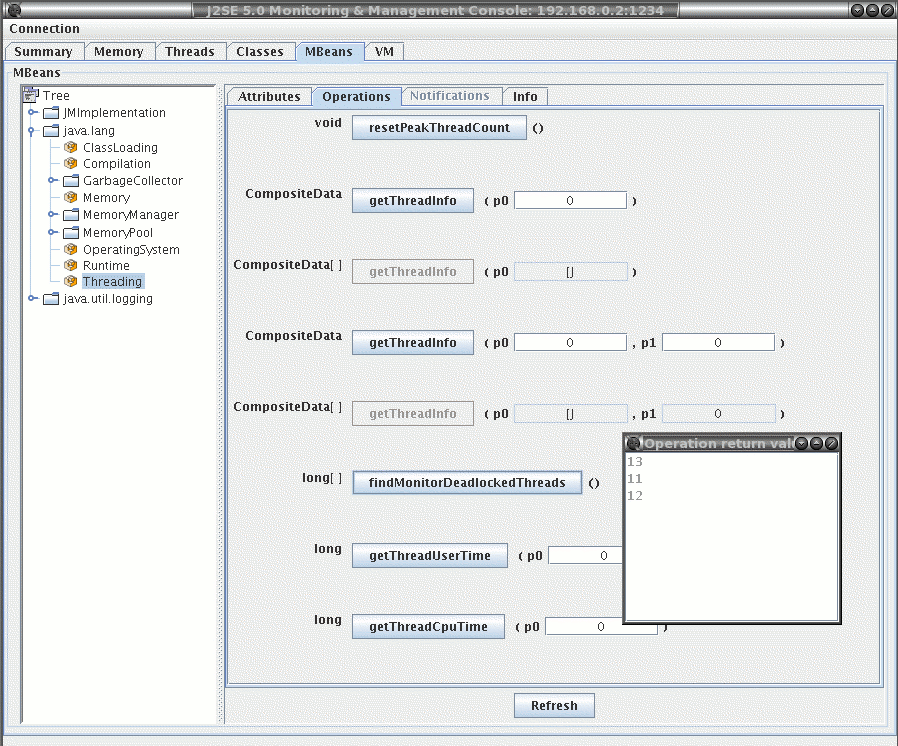 J2SE 5.0 Monitoring & Management Console: 192.168.0.2:1234
Connection
Summary Memory Threads Classes MBeans VM
MBeans
Tree
JMImplementation
java.lang
ClassLoading
Compilation
GarbageCollector
Memory
MemoryManager
MemoryPool
OperatingSystem
Runtime
Threading
java.util.logging
Attributes Operations Notifications Info
void resetPeakThreadCount ()
CompositeData getThreadInfo ( p0 0 )
CompositeData[ ] getThreadInfo ( p0 [J )
CompositeData getThreadInfo ( p0 0 , p1 0 )
CompositeData[ ] getThreadInfo ( p0 [J , p1 0 )
long[ ] findMonitorDeadlockedThreads ()
long getThreadUserTime ( p0 0
long getThreadCpuTime ( p0 0 )
Operation return val
13
11
12
Refresh